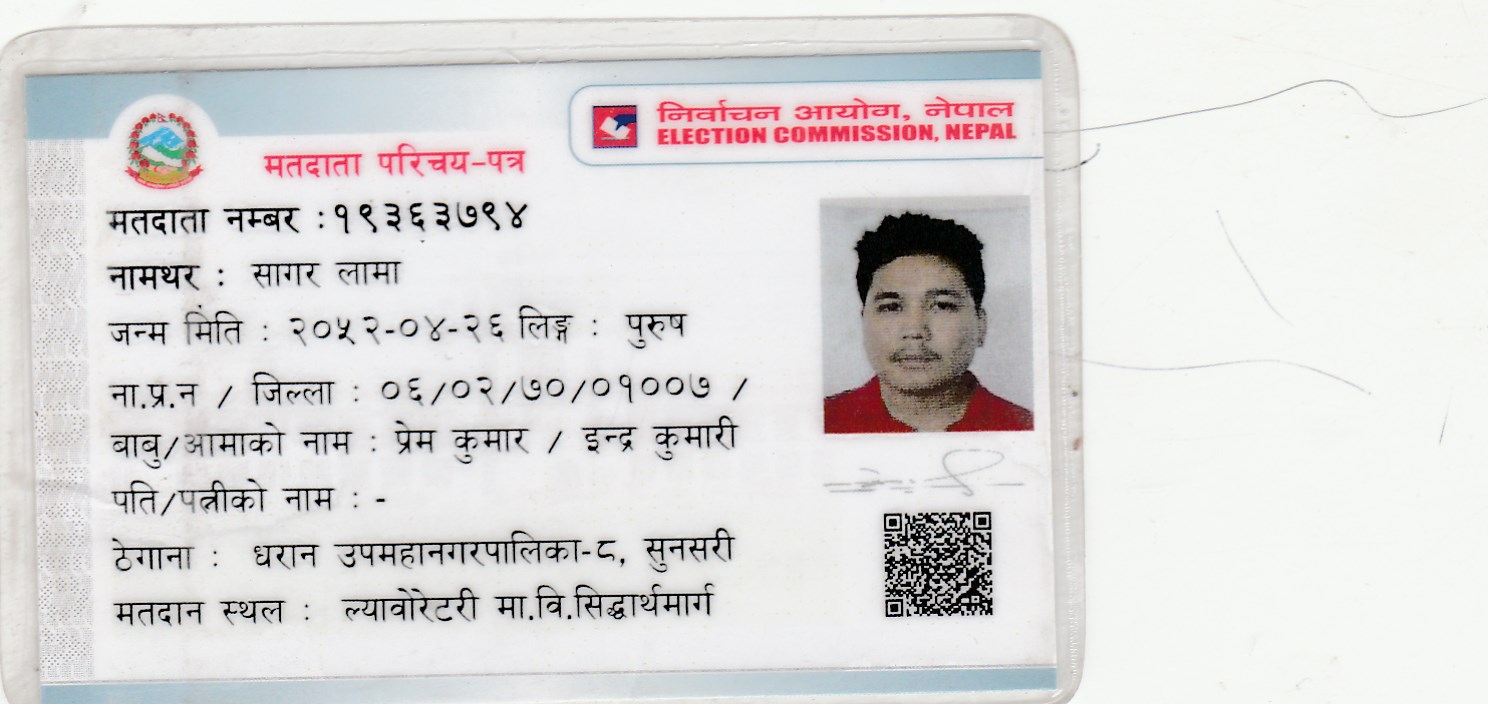 निर्वाचन आयोग, नेपाल
ELECTION COMMISSION, NEPAL
मतदाता परिचय-पत्र
मतदाता नम्बर : १९३६३७९४
नामथर : सागर लामा
जन्म मिति : २०५२-०४-२६ लिङ्ग : पुरुष
ना.प्र.न / जिल्ला : ०६/०२/७०/०१००७ /
बाबु/आमाको नाम : प्रेम कुमार / इन्द्र कुमारी
पति/पत्नीको नाम : -
ठेगाना : धरान उपमहानगरपालिका-८, सुनसरी
मतदान स्थल : ल्यावोरेटरी मा.वि.सिद्धार्थमार्ग